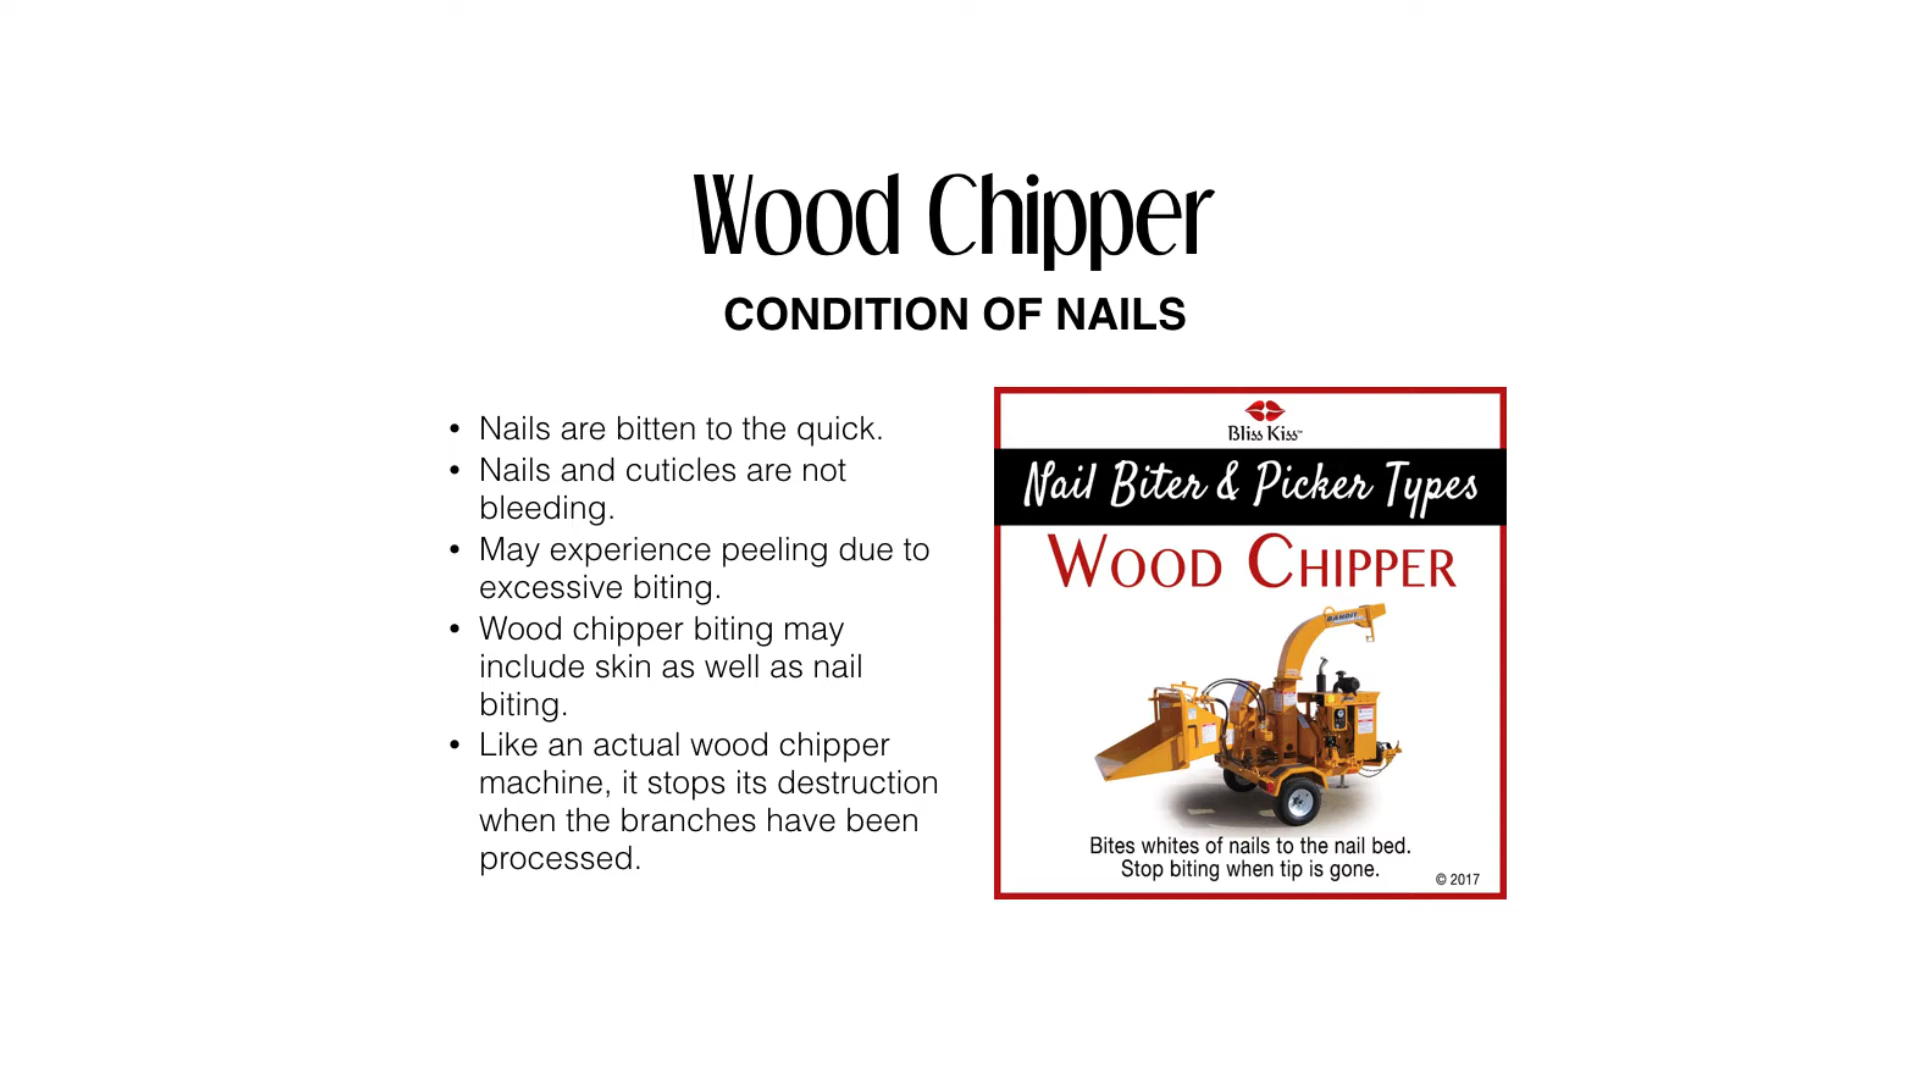 Wood Chipper
CONDITION OF NAILS
• Nails are bitten to the quick.
• Nails and cuticles are not
bleeding.
• May experience peeling due to
excessive biting.
• Wood chipper biting may
include skin as well as nail
biting.
• Like an actual wood chipper
machine, it stops its destruction
when the branches have been
processed.
Bliss Kiss™
Nail Biter & Picker Types
WOOD CHIPPER
BANDIT
Bites whites of nails to the nail bed.
Stop biting when tip is gone.
© 2017